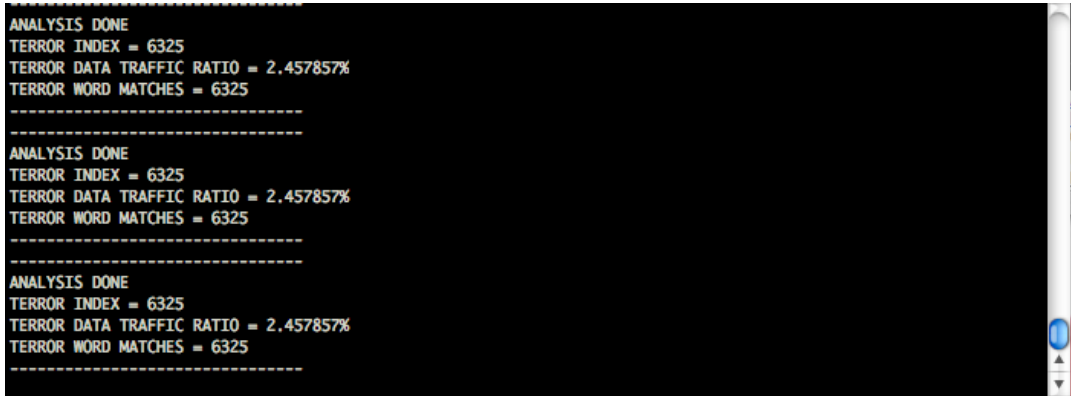 --------------------------------
ANALYSIS DONE
TERROR INDEX = 6325
TERROR DATA TRAFFIC RATIO = 2.457857%
TERROR WORD MATCHES = 6325
--------------------------------
--------------------------------
ANALYSIS DONE
TERROR INDEX = 6325
TERROR DATA TRAFFIC RATIO = 2.457857%
TERROR WORD MATCHES = 6325
--------------------------------
--------------------------------
ANALYSIS DONE
TERROR INDEX = 6325
TERROR DATA TRAFFIC RATIO = 2.457857%
TERROR WORD MATCHES = 6325
--------------------------------